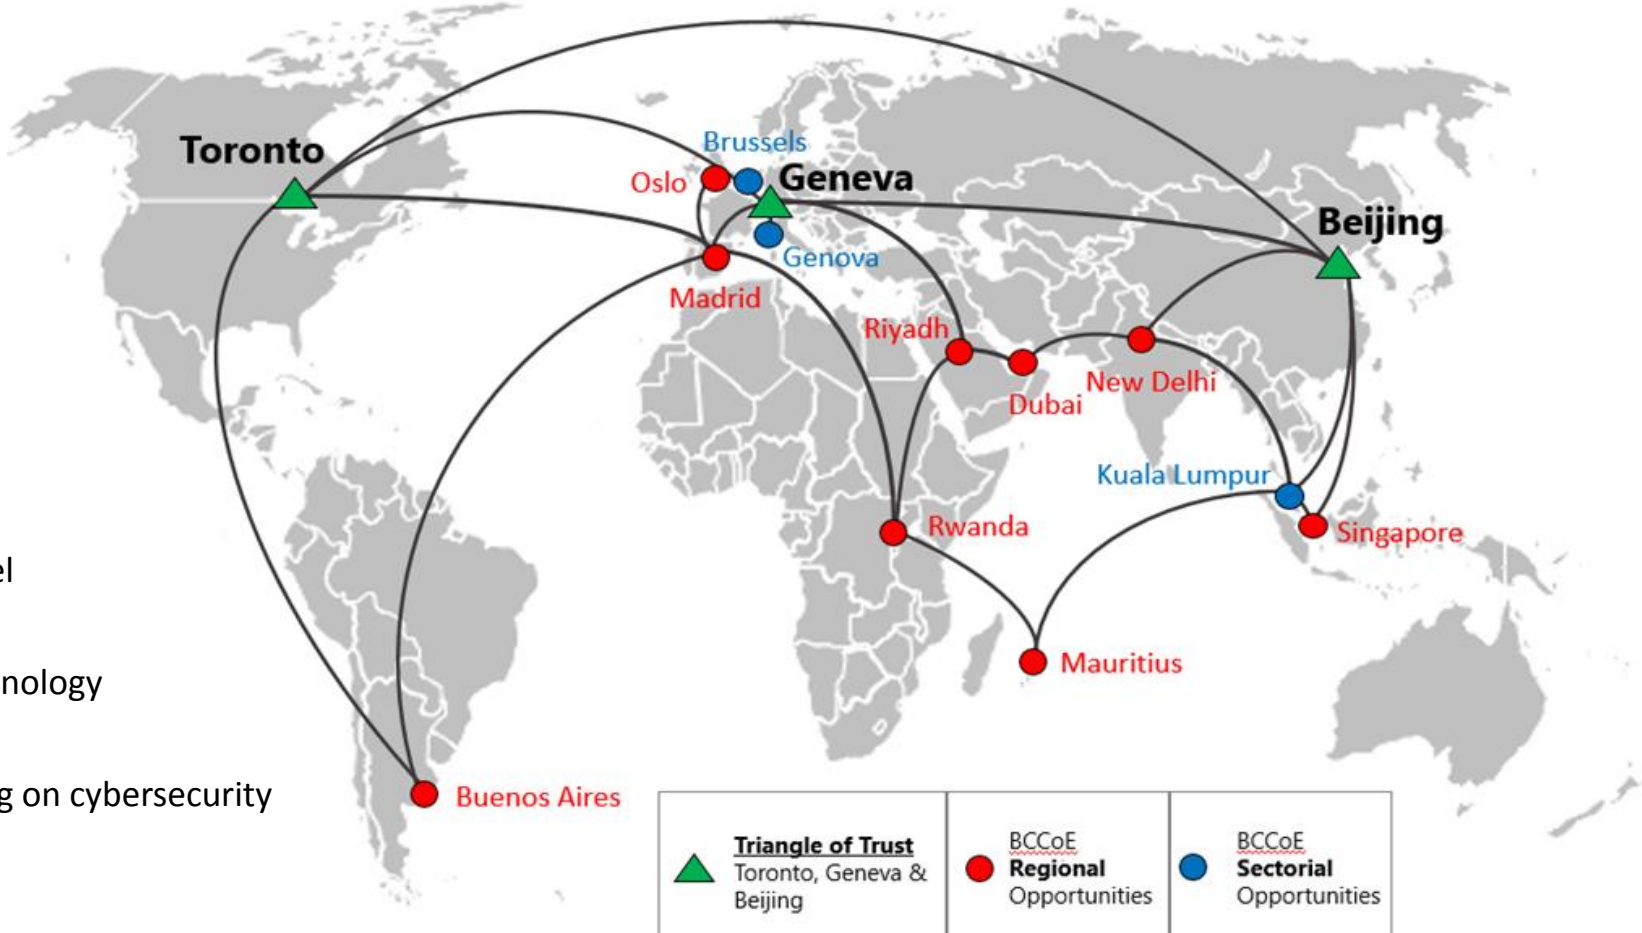 Toronto
Brussels
Oslo
Geneva
Beijing
Genova
Madrid
Riyadh
New Delhi
Dubai
Kuala Lumpur
Rwanda
Singapore
el
Mauritius
nology
g on cybersecurity
Buenos Aires
Triangle of Trust
Toronto, Geneva &
Beijing
BCCoE
Regional
Opportunities
BCCoE
Sectorial
Opportunities